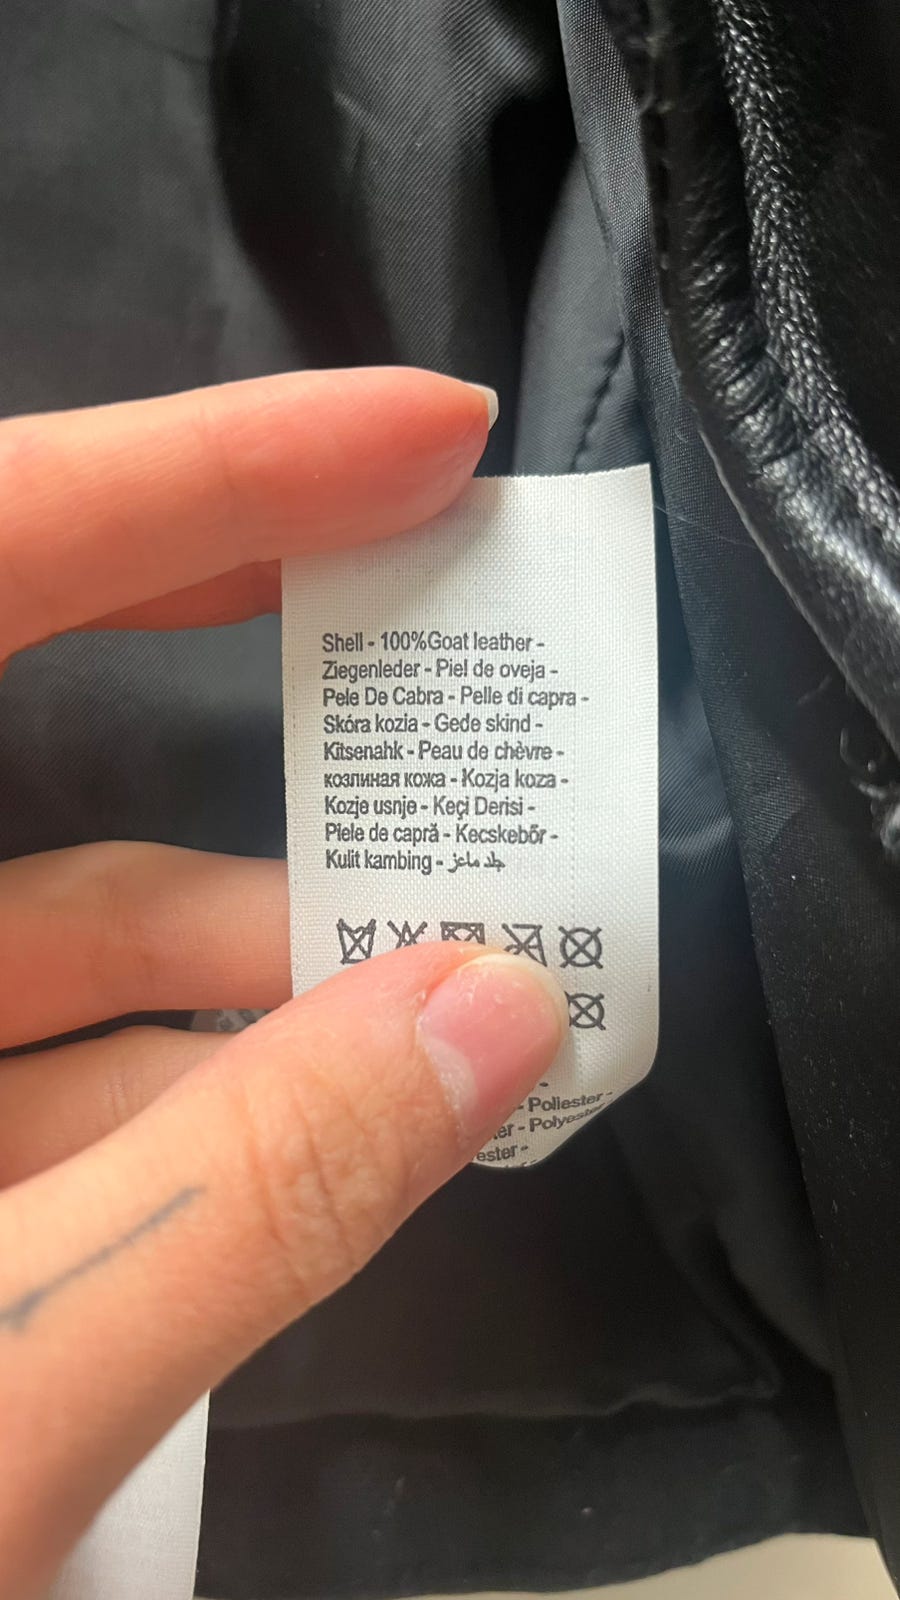 Shell - 100%Goat leather -
Ziegenleder - Piel de oveja -
Pele De Cabra - Pelle di capra -
Skóra kozia - Gede skind -
Kitsenahk - Peau de chèvre -
козлиная кожа - Kozja koza -
Kozje usnje - Keçi Derisi -
Piele de capră - Kecskebőr -
Kulit kambing - جلد ماعز
-
- Poliester -
- Polyester -